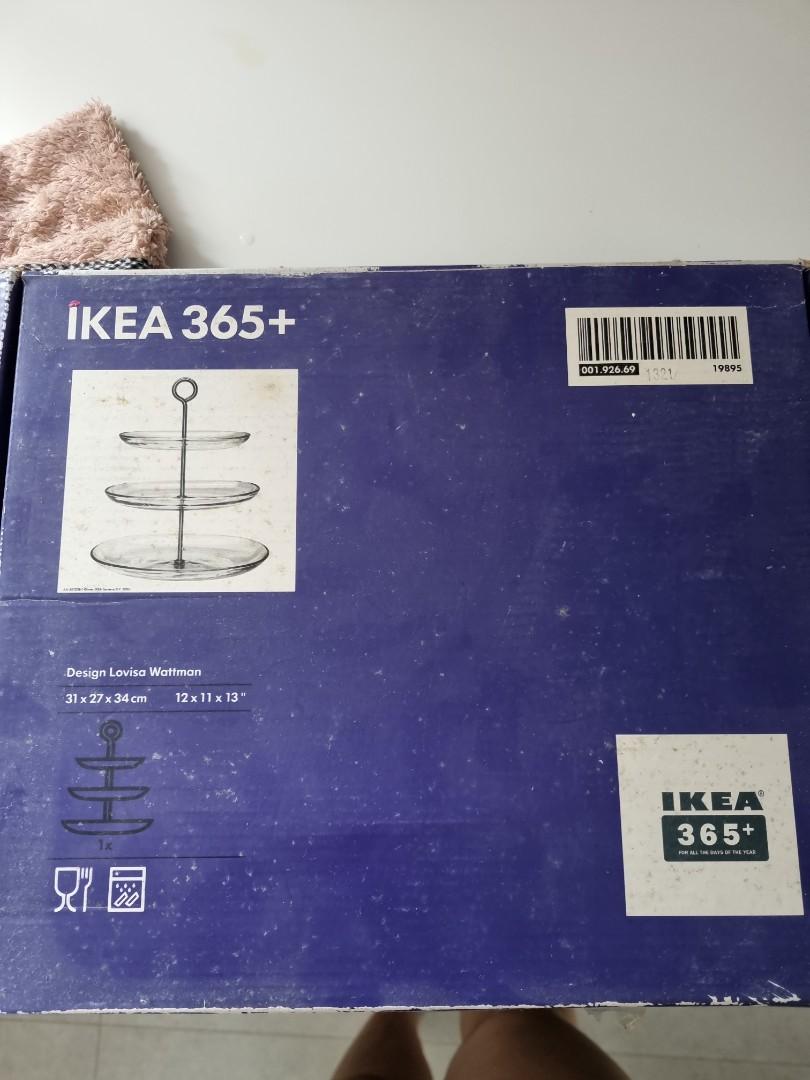 IKEA 365+
001.926.69
1321
19895
Design Lovisa Wattman
31 x 27 x 34 cm 12 x 11 x 13 "
1x
IKEA®
365+
FOR ALL THE DAYS OF THE YEAR